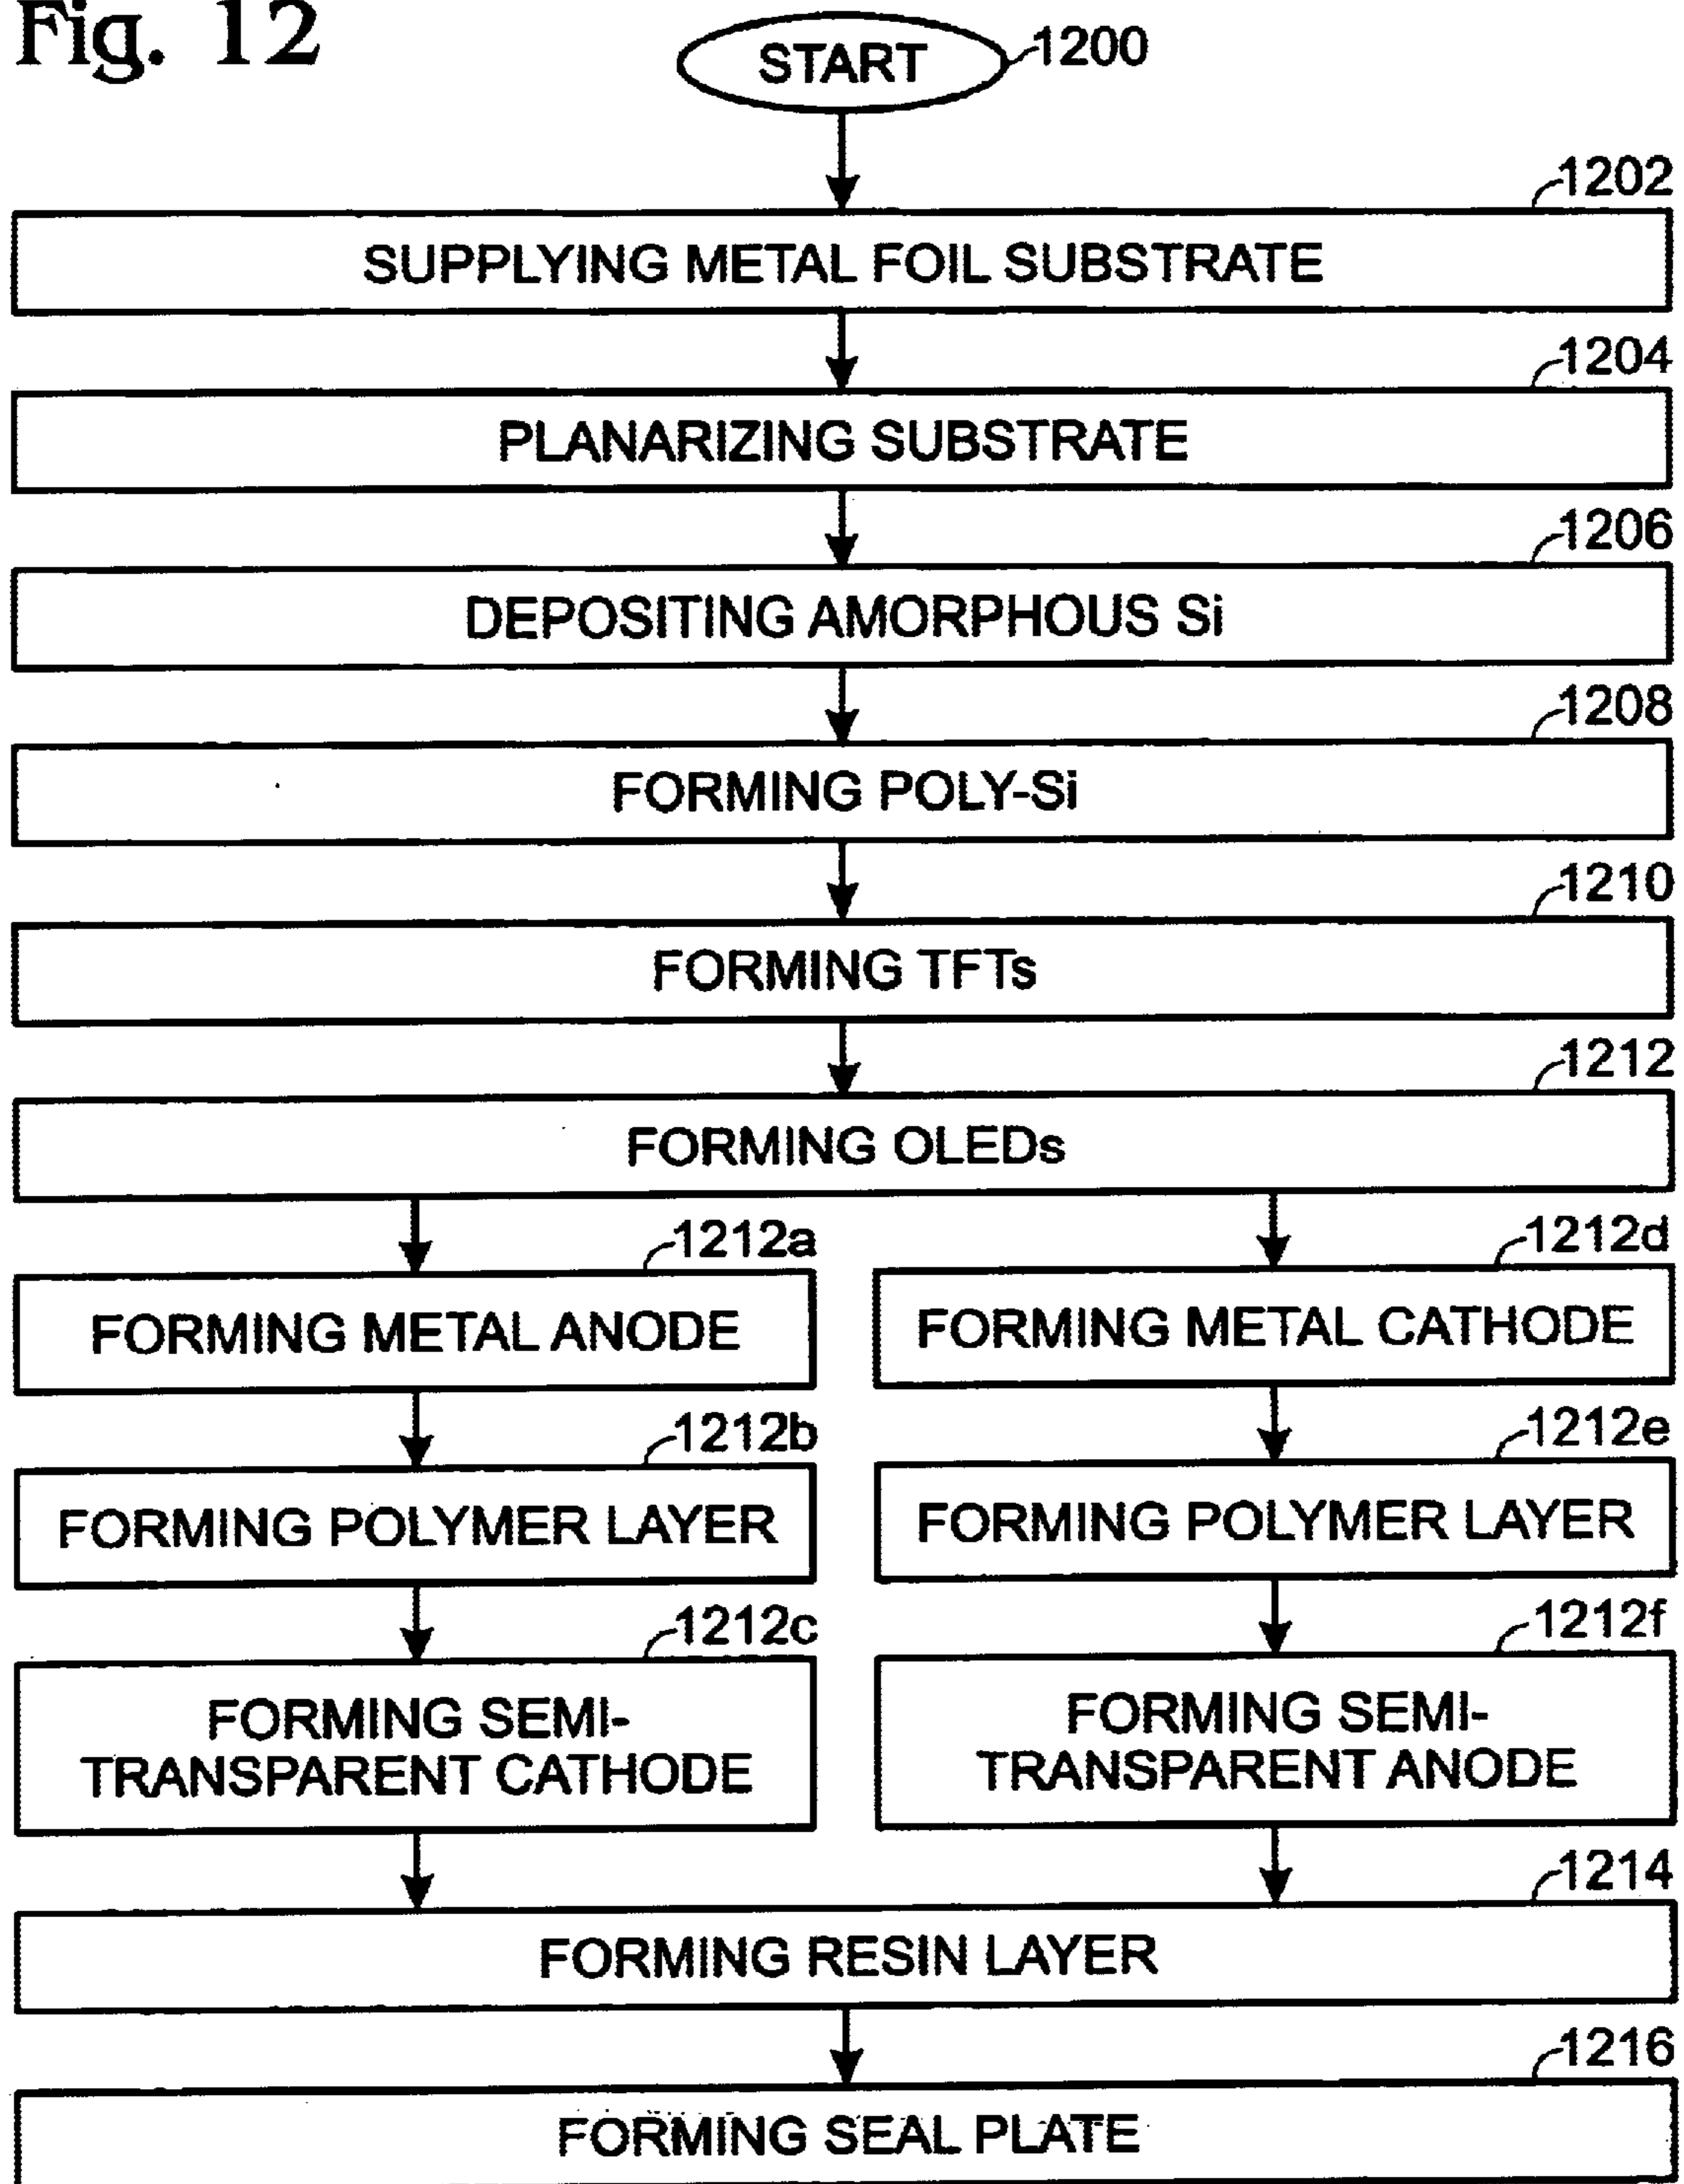 Fig. 12
START
1200
1202
SUPPLYING METAL FOIL SUBSTRATE
1204
PLANARIZING SUBSTRATE
1206
DEPOSITING AMORPHOUS Si
1208
FORMING POLY-Si
1210
FORMING TFTs
1212
FORMING OLEDs
1212a
FORMING METAL ANODE
1212b
FORMING POLYMER LAYER
1212c
FORMING SEMI-
TRANSPARENT CATHODE
1212d
FORMING METAL CATHODE
1212e
FORMING POLYMER LAYER
1212f
FORMING SEMI-
TRANSPARENT ANODE
1214
FORMING RESIN LAYER
1216
FORMING SEAL PLATE